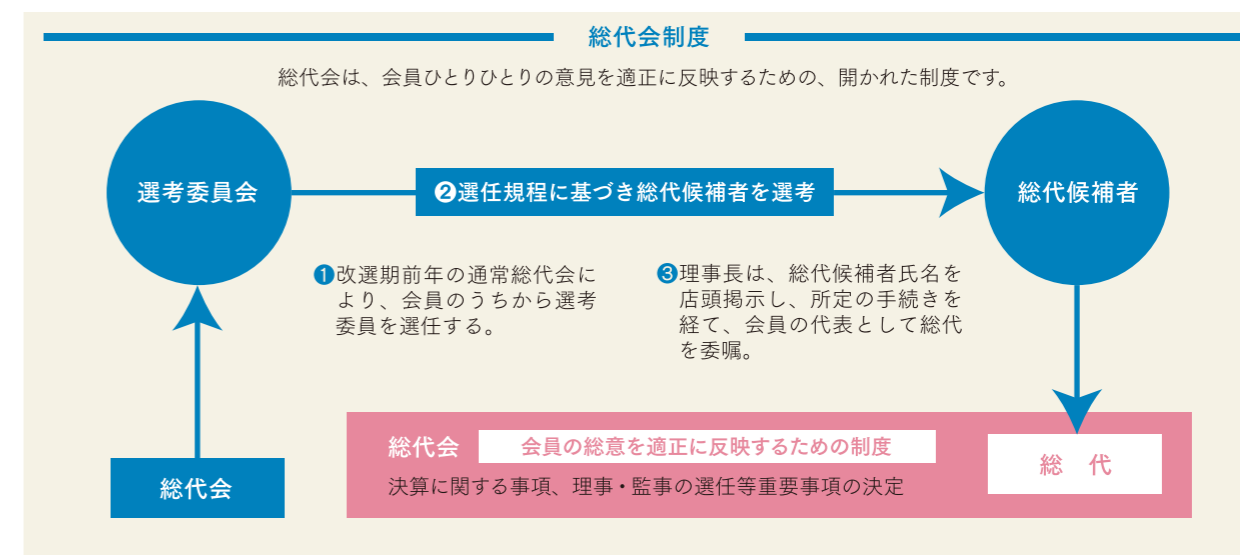 総代会制度
総代会は、会員ひとりひとりの意見を適正に反映するための、開かれた制度です。
選考委員会
❷選任規程に基づき総代候補者を選考
総代候補者
❶改選期前年の通常総代会に
より、会員のうちから選考
委員を選任する。
❸理事長は、総代候補者氏名を
店頭掲示し、所定の手続きを
経て、会員の代表として総代
を委嘱。
総代会
総代会 会員の総意を適正に反映するための制度
決算に関する事項、理事・監事の選任等重要事項の決定
総 代